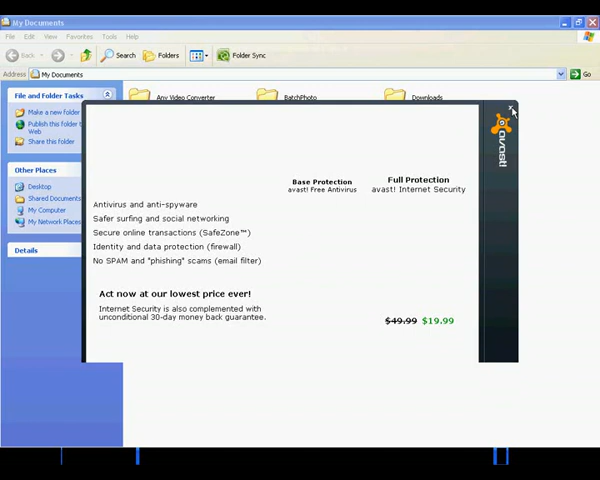 My Documents
File Edit View Favorites Tools Help
Back Search Folders Folder Sync
Address My Documents Go
File and Folder Tasks
Make a new folder
Publish this folder to
Web
Share this folder
Other Places
Desktop
Shared Documents
My Computer
My Network Places
Details
Any Video Converter BatchPhoto Downloads
avast!
Base Protection
avast! Free Antivirus
Full Protection
avast! Internet Security
Antivirus and anti-spyware
Safer surfing and social networking
Secure online transactions (SafeZone™)
Identity and data protection (firewall)
No SPAM and "phishing" scams (email filter)
Act now at our lowest price ever!
Internet Security is also complemented with
unconditional 30-day money back guarantee.
$49.99 $19.99